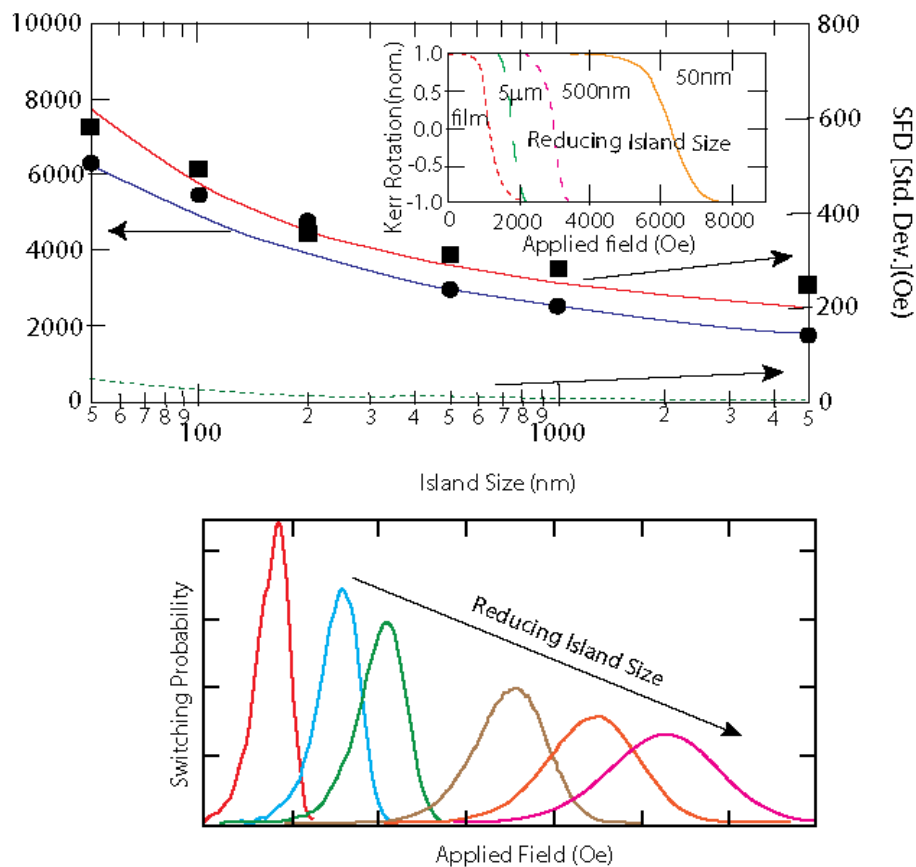 10000
8000
6000
4000
2000
0
800
600
400
200
0
SFD [Std. Dev.](Oe)
Kerr Rotation(nom.)
1.0
0.5
0.0
-0.5
-1.0
film
5μm
500nm
50nm
Reducing Island Size
0 2000 4000 6000 8000
Applied field (Oe)
5 6 7 8 9 2 3 4 5 6 7 8 9 2 3 4 5
100 1000
Island Size (nm)
Switching Probability
Reducing Island Size
Applied Field (Oe)